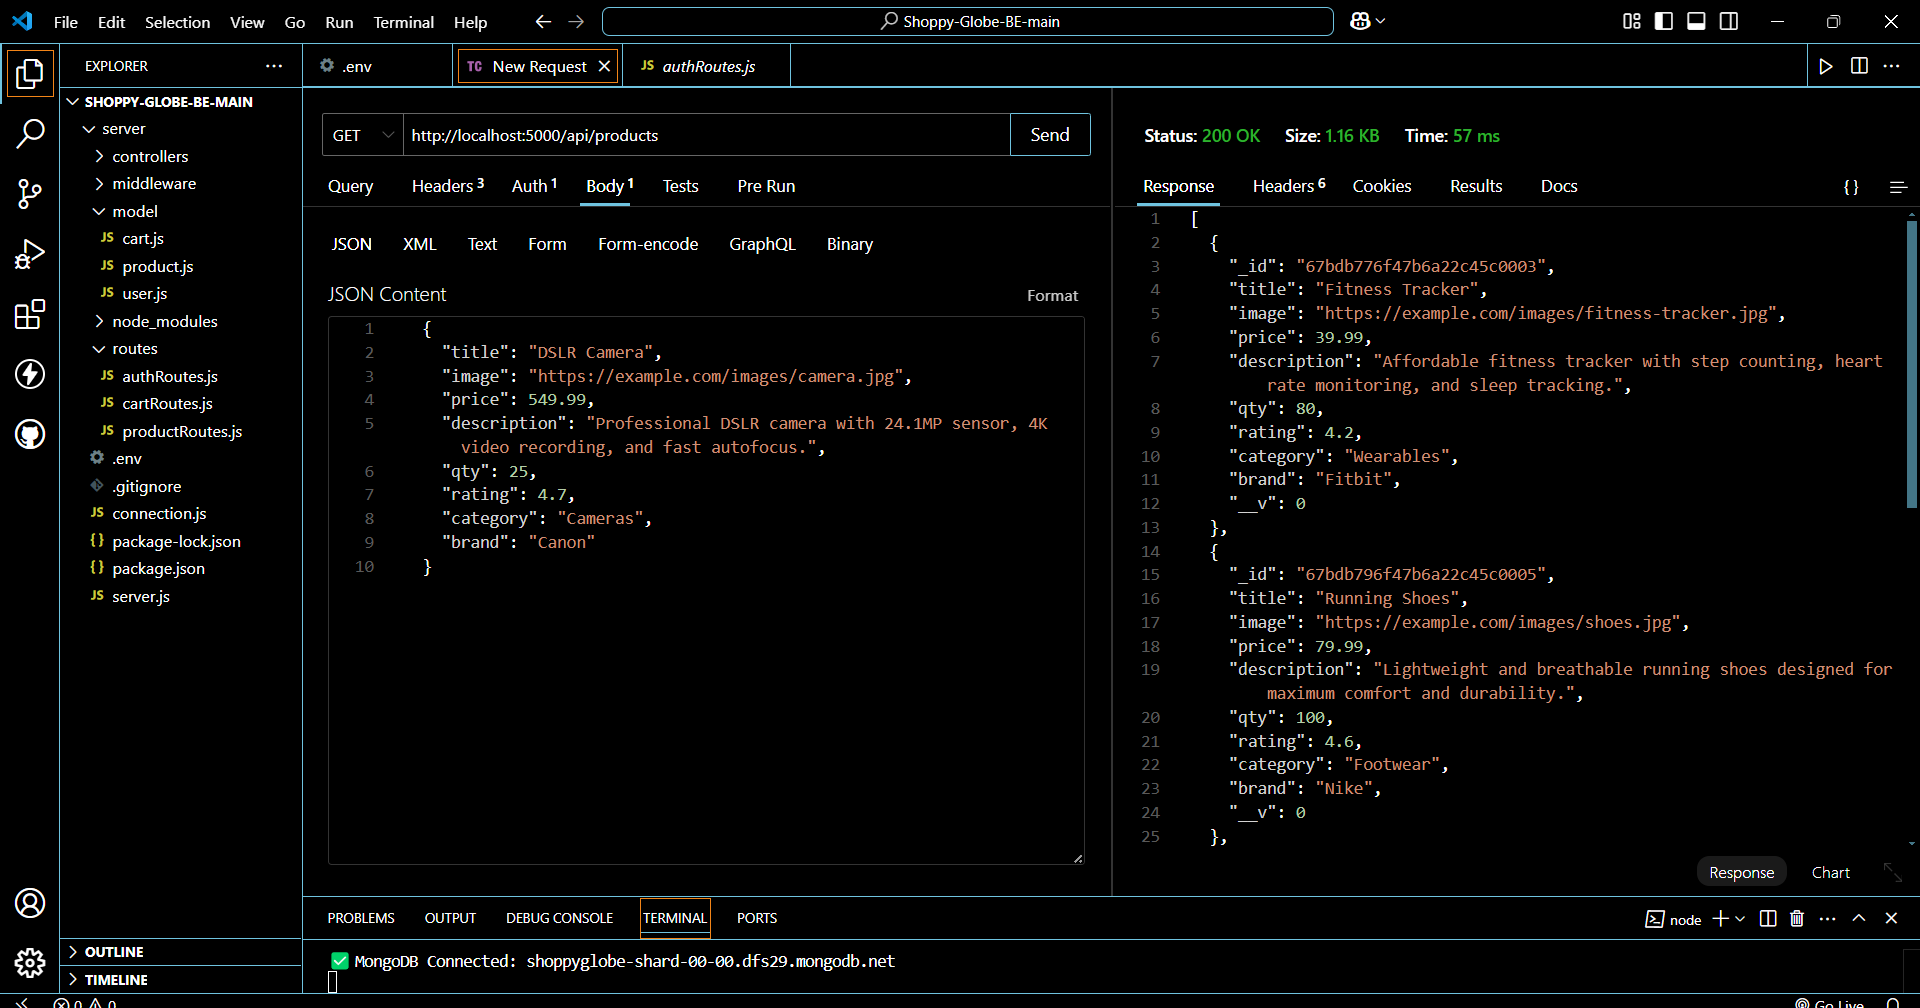 File Edit Selection View Go Run Terminal Help
Shoppy-Globe-BE-main
EXPLORER
SHOPPY-GLOBE-BE-MAIN
server
controllers
middleware
model
JS cart.js
JS product.js
JS user.js
node_modules
routes
JS authRoutes.js
JS cartRoutes.js
JS productRoutes.js
.env
.gitignore
JS connection.js
{} package-lock.json
{} package.json
JS server.js
OUTLINE
TIMELINE
.env
TC New Request
JS authRoutes.js
GET http://localhost:5000/api/products Send
Query Headers 3 Auth 1 Body 1 Tests Pre Run
JSON XML Text Form Form-encode GraphQL Binary
JSON Content Format
1 {
2 "title": "DSLR Camera",
3 "image": "https://example.com/images/camera.jpg",
4 "price": 549.99,
5 "description": "Professional DSLR camera with 24.1MP sensor, 4K
video recording, and fast autofocus.",
6 "qty": 25,
7 "rating": 4.7,
8 "category": "Cameras",
9 "brand": "Canon"
10 }
Status: 200 OK Size: 1.16 KB Time: 57 ms
Response Headers 6 Cookies Results Docs {}
1 [
2 {
3 "_id": "67bdb776f47b6a22c45c0003",
4 "title": "Fitness Tracker",
5 "image": "https://example.com/images/fitness-tracker.jpg",
6 "price": 39.99,
7 "description": "Affordable fitness tracker with step counting, heart
rate monitoring, and sleep tracking.",
8 "qty": 80,
9 "rating": 4.2,
10 "category": "Wearables",
11 "brand": "Fitbit",
12 "__v": 0
13 },
14 {
15 "_id": "67bdb796f47b6a22c45c0005",
16 "title": "Running Shoes",
17 "image": "https://example.com/images/shoes.jpg",
18 "price": 79.99,
19 "description": "Lightweight and breathable running shoes designed for
maximum comfort and durability.",
20 "qty": 100,
21 "rating": 4.6,
22 "category": "Footwear",
23 "brand": "Nike",
24 "__v": 0
25 },
Response Chart
PROBLEMS OUTPUT DEBUG CONSOLE TERMINAL PORTS
node
MongoDB Connected: shoppyglobe-shard-00-00.dfs29.mongodb.net
0 0
Go Live